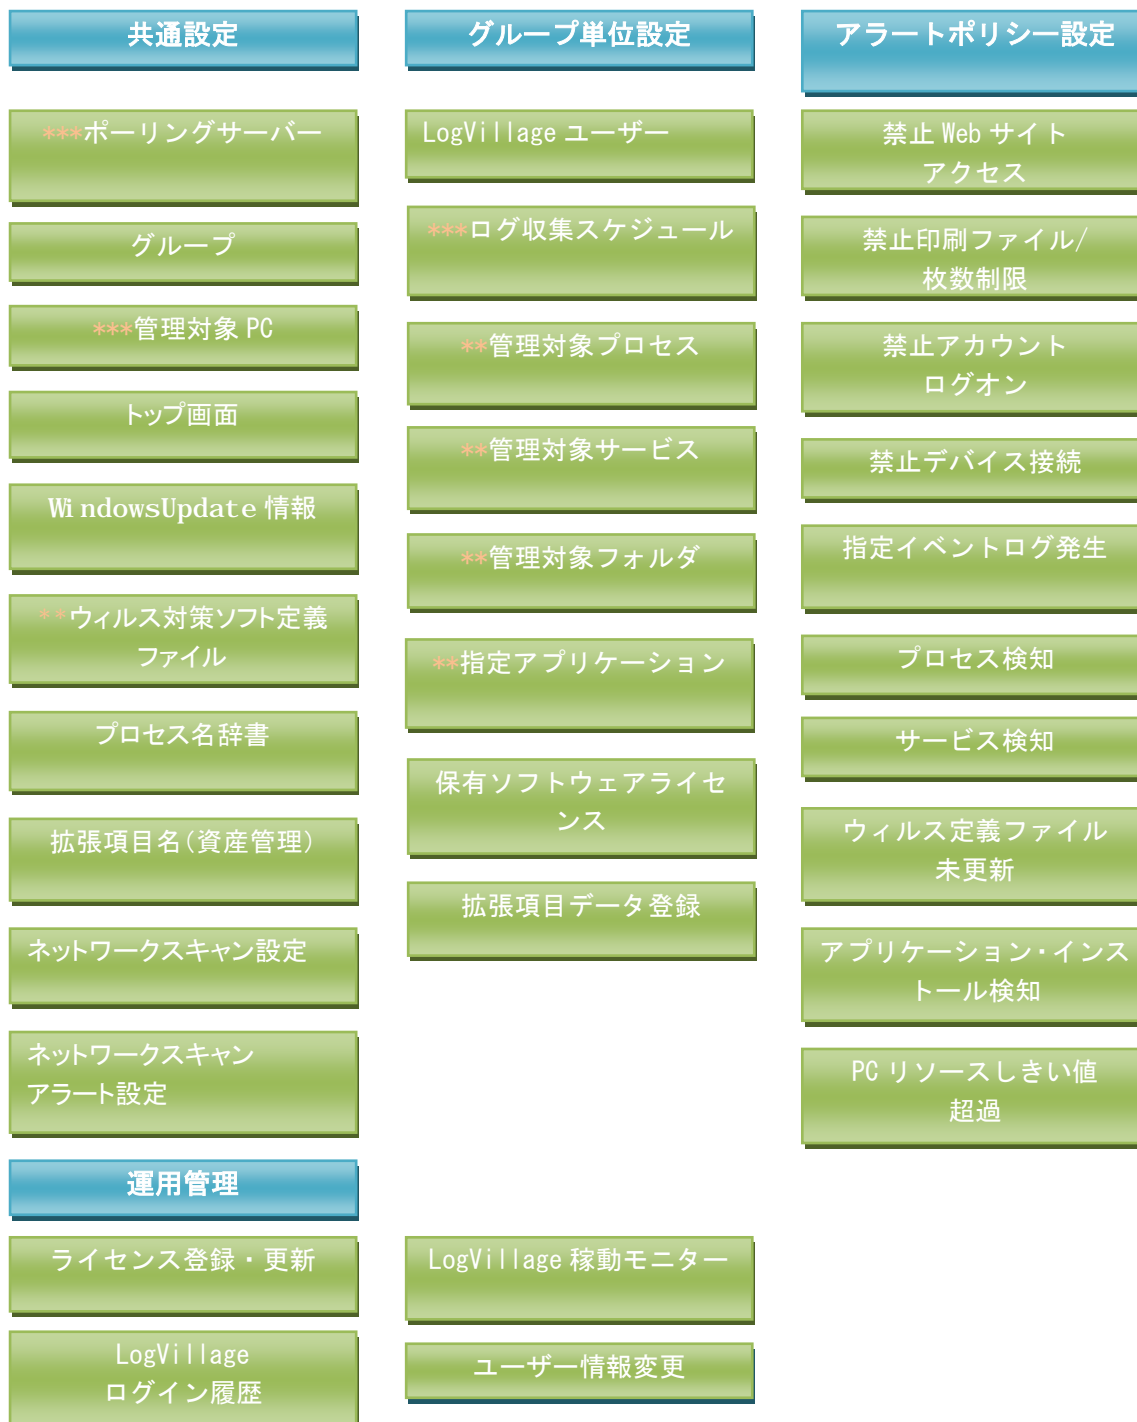 共通設定
***ポーリングサーバー
グループ
***管理対象 PC
トップ画面
WindowsUpdate 情報
**ウィルス対策ソフト定義
ファイル
プロセス名辞書
拡張項目名(資産管理)
ネットワークスキャン設定
ネットワークスキャン
アラート設定
グループ単位設定
LogVillage ユーザー
***ログ収集スケジュール
**管理対象プロセス
**管理対象サービス
**管理対象フォルダ
**指定アプリケーション
保有ソフトウェアライセ
ンス
拡張項目データ登録
アラートポリシー設定
禁止 Web サイト
アクセス
禁止印刷ファイル/
枚数制限
禁止アカウント
ログオン
禁止デバイス接続
指定イベントログ発生
プロセス検知
サービス検知
ウィルス定義ファイル
未更新
アプリケーション・インス
トール検知
PC リソースしきい値
超過
運用管理
ライセンス登録・更新
LogVillage
ログイン履歴
LogVillage 稼動モニター
ユーザー情報変更